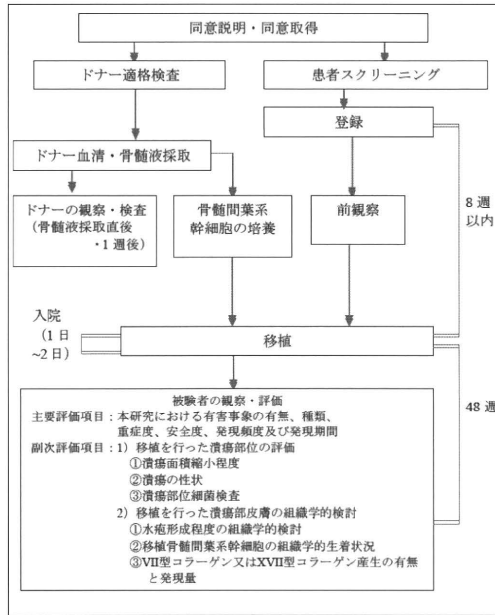 同意説明・同意取得
ドナー適格検査
患者スクリーニング
登録
ドナー血清・骨髄液採取
8週
以内
ドナーの観察・検査
(骨髄液採取直後
・1週後)
骨髄間葉系
幹細胞の培養
前観察
入院
(1日
~2日)
移植
48週
被験者の観察・評価
主要評価項目:本研究における有害事象の有無、種類、
重症度、安全度、発現頻度及び発現期間
副次評価項目:1)移植を行った潰瘍部位の評価
①潰瘍面積縮小程度
②潰瘍の性状
③潰瘍部位細菌検査
2)移植を行った潰瘍部皮膚の組織学的検討
①水疱形成程度の組織学的検討
②移植骨髄間葉系幹細胞の組織学的生着状況
③VII型コラーゲン又はXVII型コラーゲン産生の有無
と発現量